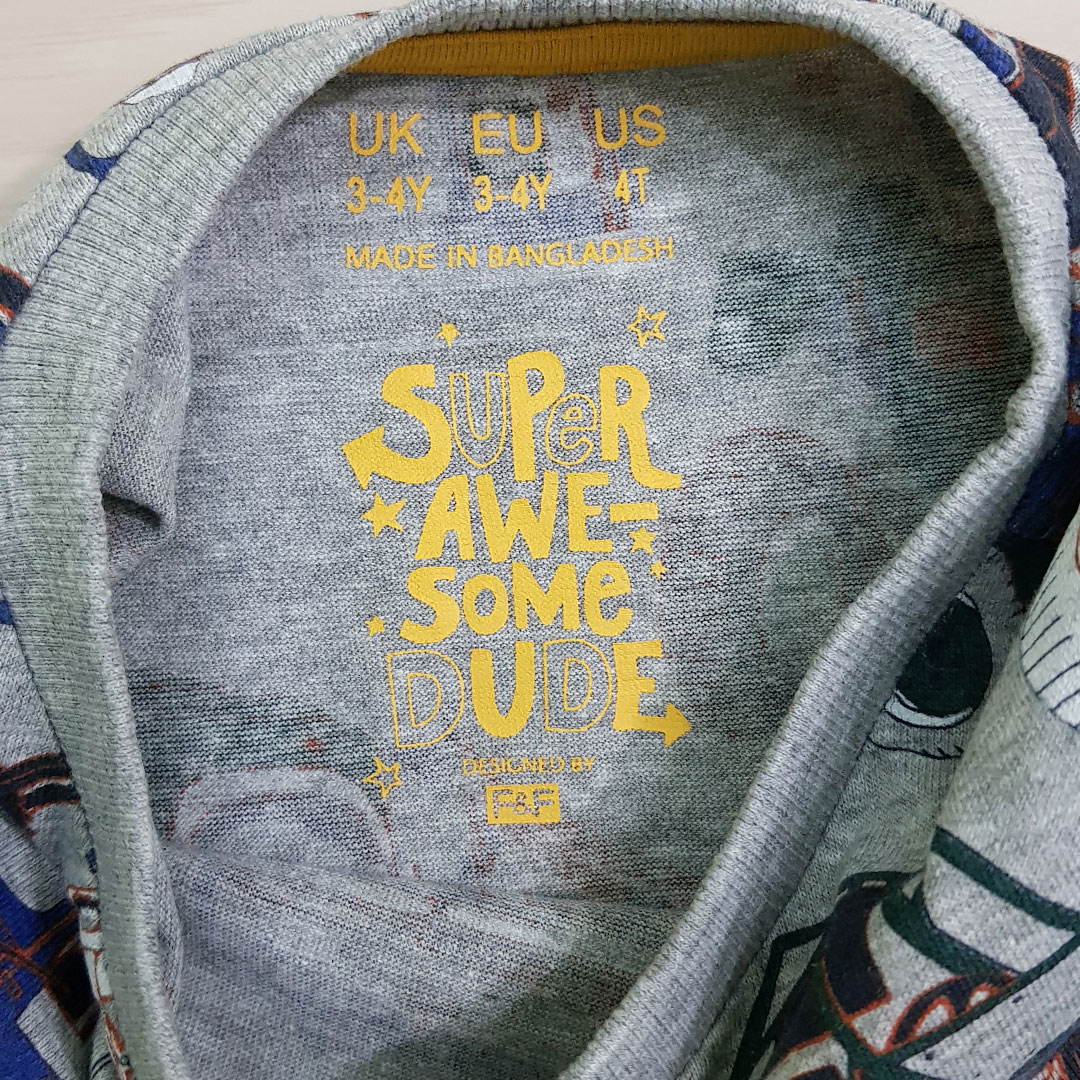 UK EU US
3-4Y 3-4Y 4T
MADE IN BANGLADESH
SUPeR
AWE-
SOMe
DUDE
DESIGNED BY
F&F